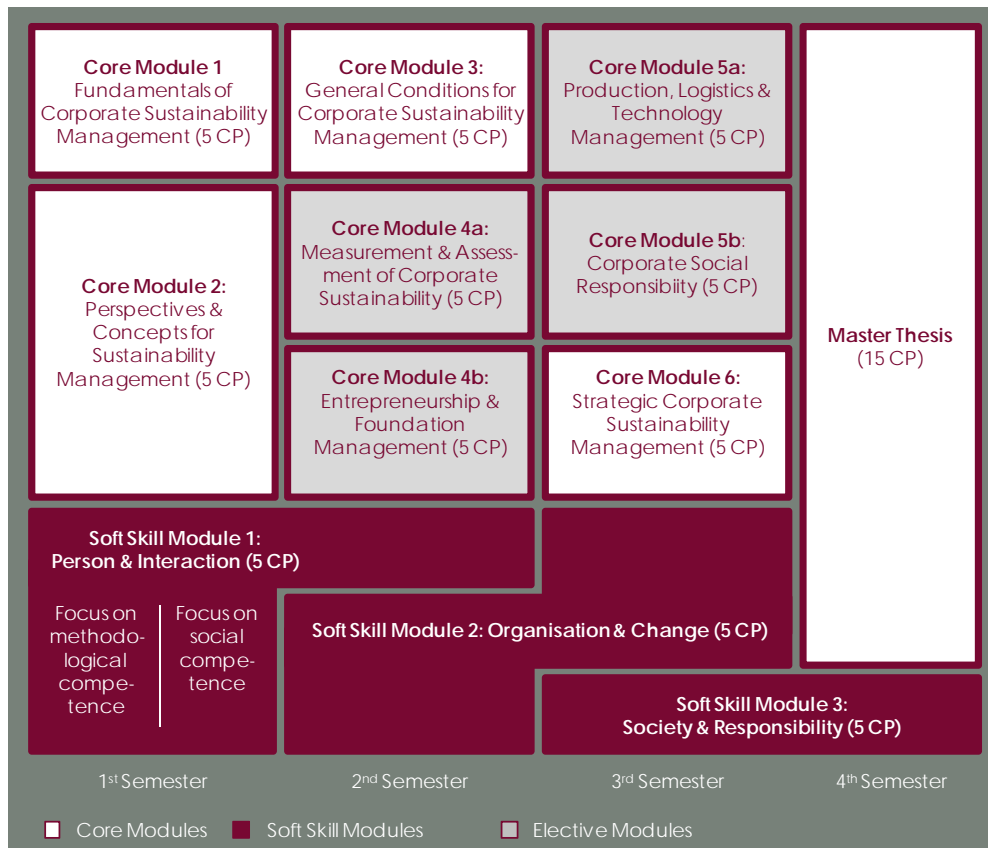 Core Module 1
Fundamentals of
Corporate Sustainability
Management (5 CP)
Core Module 3:
General Conditions for
Corporate Sustainability
Management (5 CP)
Core Module 5a:
Production, Logistics &
Technology
Management (5 CP)
Core Module 2:
Perspectives &
Concepts for
Sustainability
Management (5 CP)
Core Module 4a:
Measurement & Assess-
ment of Corporate
Sustainability (5 CP)
Core Module 5b:
Corporate Social
Responsibiity (5 CP)
Master Thesis
(15 CP)
Core Module 4b:
Entrepreneurship &
Foundation
Management (5 CP)
Core Module 6:
Strategic Corporate
Sustainability
Management (5 CP)
Soft Skill Module 1:
Person & Interaction (5 CP)
Focus on
methodo-
logical
compe-
tence
Focus on
social
compe-
tence
Soft Skill Module 2: Organisation & Change (5 CP)
Soft Skill Module 3:
Society & Responsibility (5 CP)
1st Semester
2nd Semester
3rd Semester
4th Semester
Core Modules
Soft Skill Modules
Elective Modules